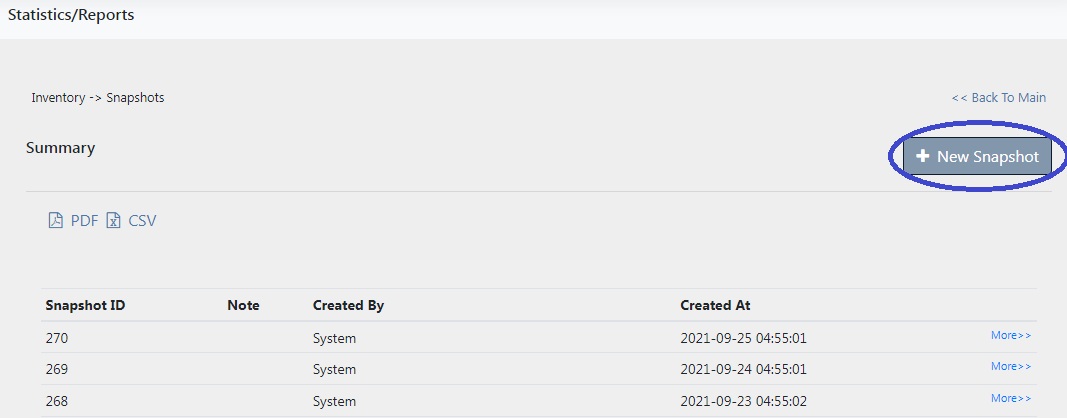 Statistics/Reports
Inventory -> Snapshots << Back To Main
Summary New Snapshot
PDF CSV
Snapshot ID Note Created By Created At
270 System 2021-09-25 04:55:01 More>>
269 System 2021-09-24 04:55:01 More>>
268 System 2021-09-23 04:55:02 More>>